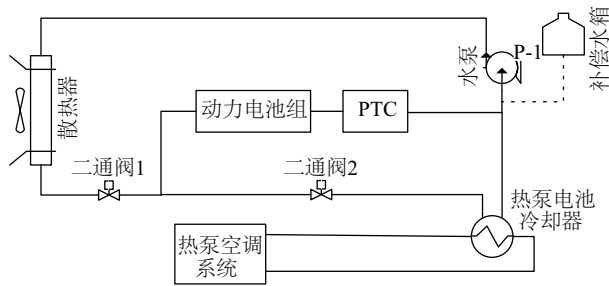 P-1
水泵
补偿水箱
散热器
动力电池组
PTC
二通阀1
二通阀2
热泵电池
冷却器
热泵空调
系统